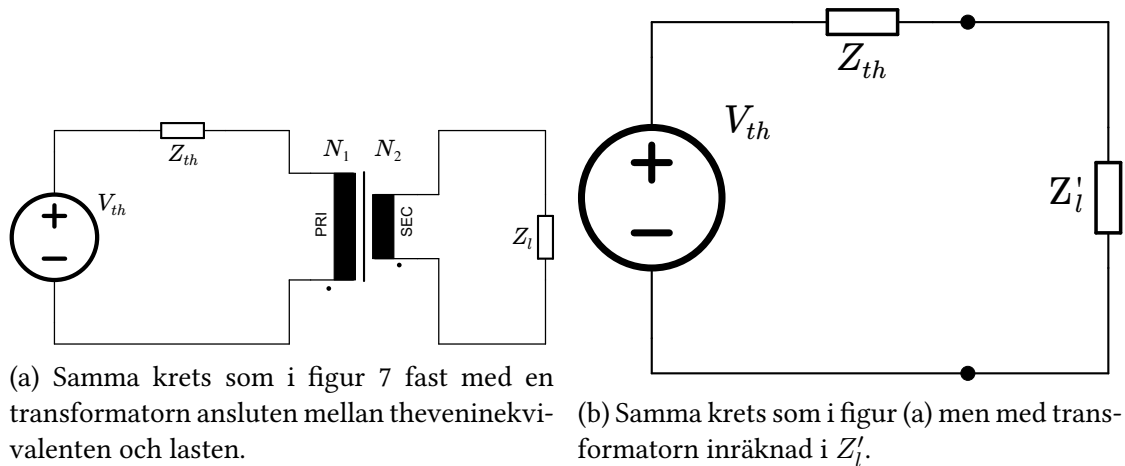 Z_th
V_th
N_1 N_2
PRI
SEC
Z_l
(a) Samma krets som i figur 7 fast med en
transformatorn ansluten mellan theveninekvi-
valenten och lasten.
Z_th
V_th
Z'_l
(b) Samma krets som i figur (a) men med trans-
formatorn inräknad i Z'_l.